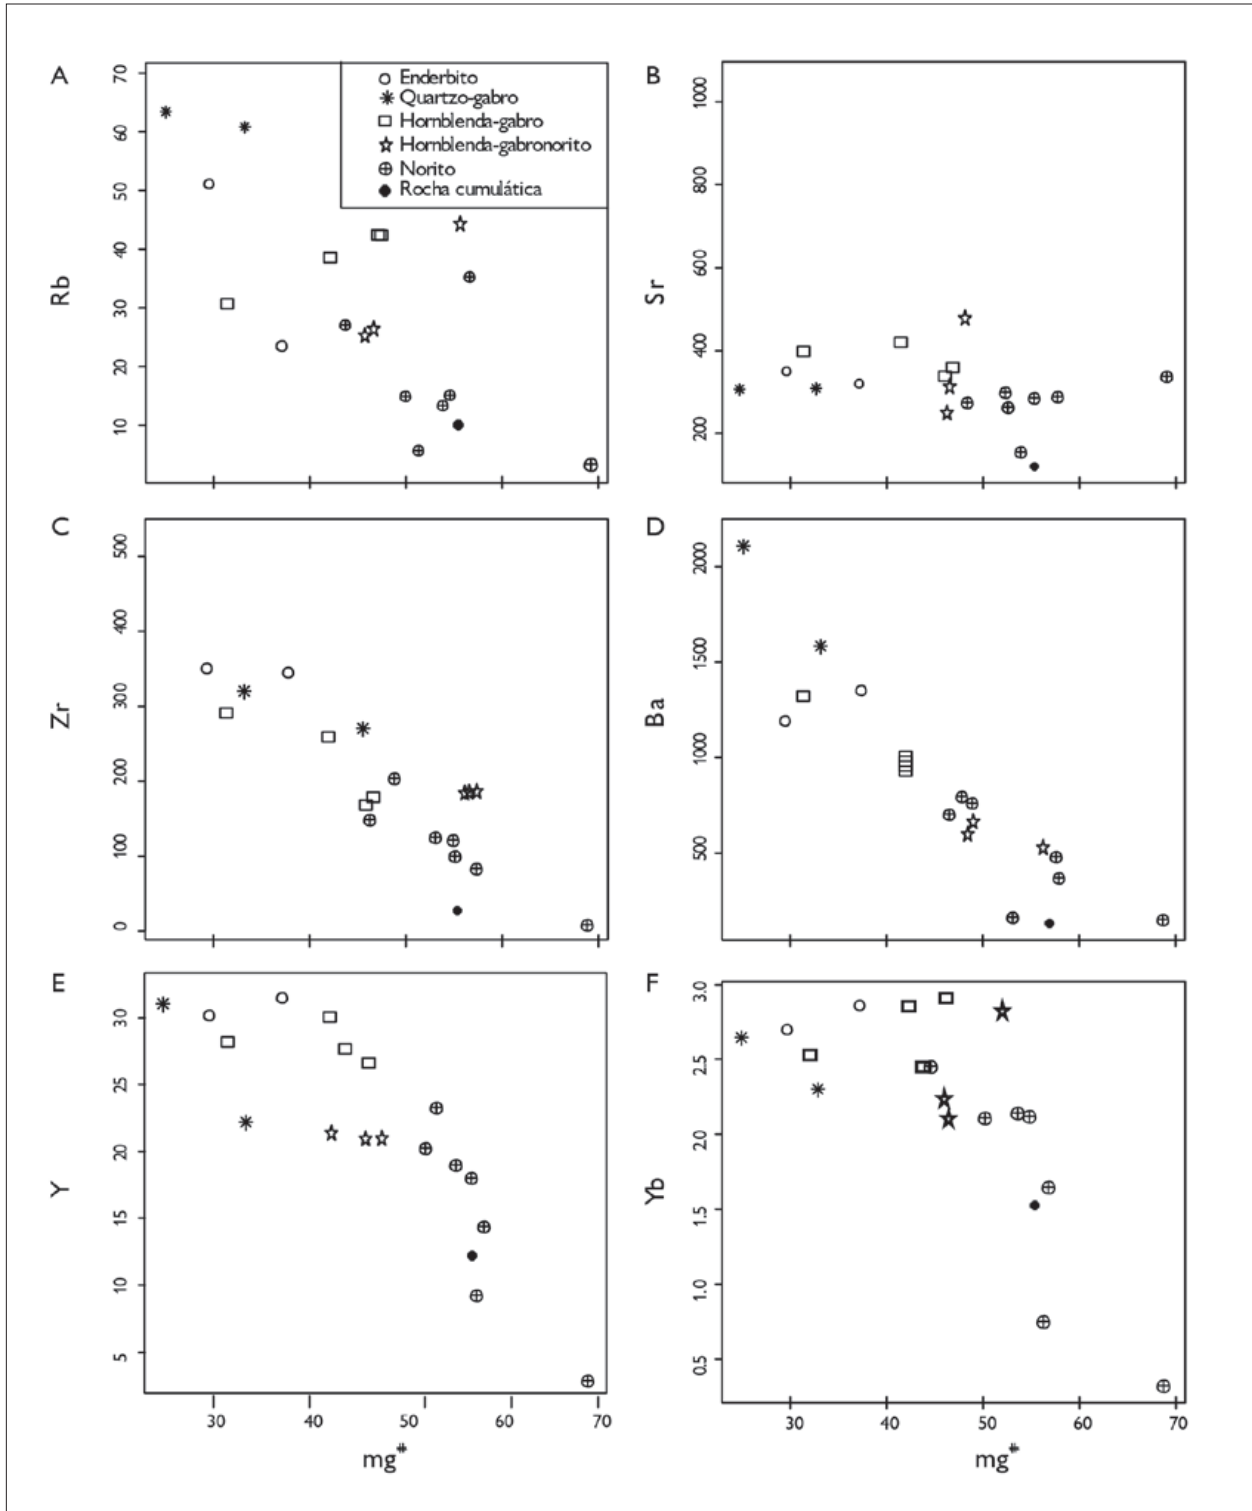 A
Rb
70
60
50
40
30
20
10
Enderbito
Quartzo-gabro
Hornblenda-gabro
Hornblenda-gabronorito
Norito
Rocha cumulática
B
Sr
1000
800
600
400
200
C
Zr
500
400
300
200
100
0
D
Ba
2000
1500
1000
500
E
Y
30
25
20
15
10
5
30 40 50 60 70
mg#
F
Yb
3.0
2.5
2.0
1.5
1.0
0.5
30 40 50 60 70
mg#